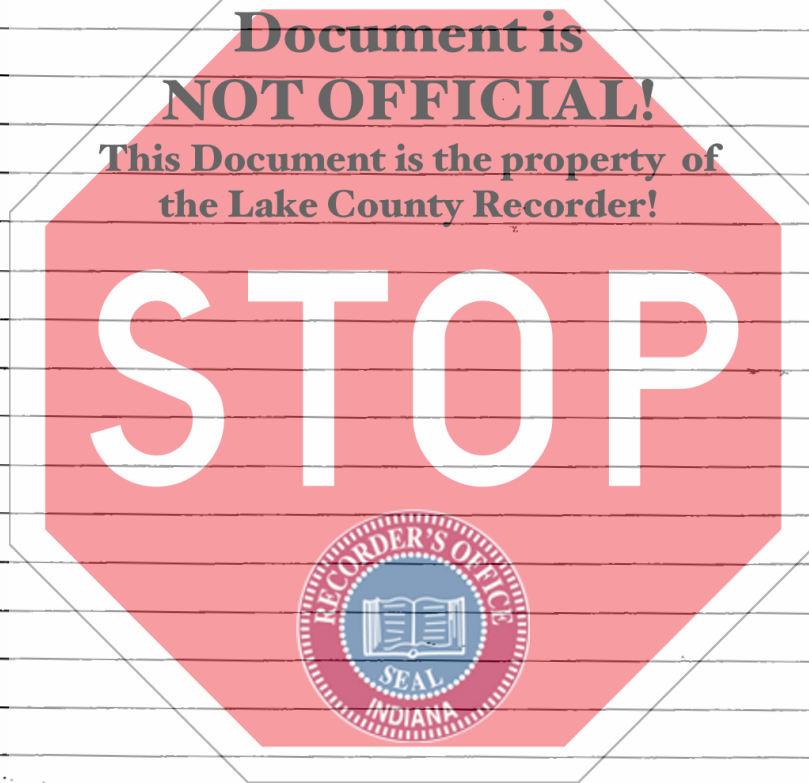 Document is
NOT OFFICIAL!
This Document is the property of
the Lake County Recorder!
STOP
RECORDER'S OFFICE
SEAL
INDIANA